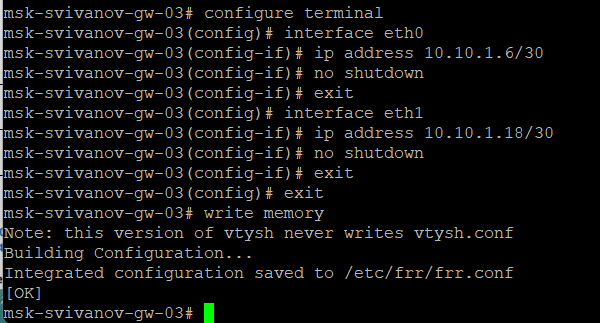 msk-svivanov-gw-03# configure terminal
msk-svivanov-gw-03(config)# interface eth0
msk-svivanov-gw-03(config-if)# ip address 10.10.1.6/30
msk-svivanov-gw-03(config-if)# no shutdown
msk-svivanov-gw-03(config-if)# exit
msk-svivanov-gw-03(config)# interface eth1
msk-svivanov-gw-03(config-if)# ip address 10.10.1.18/30
msk-svivanov-gw-03(config-if)# no shutdown
msk-svivanov-gw-03(config-if)# exit
msk-svivanov-gw-03(config)# exit
msk-svivanov-gw-03# write memory
Note: this version of vtysh never writes vtysh.conf
Building Configuration...
Integrated configuration saved to /etc/frr/frr.conf
[OK]
msk-svivanov-gw-03#